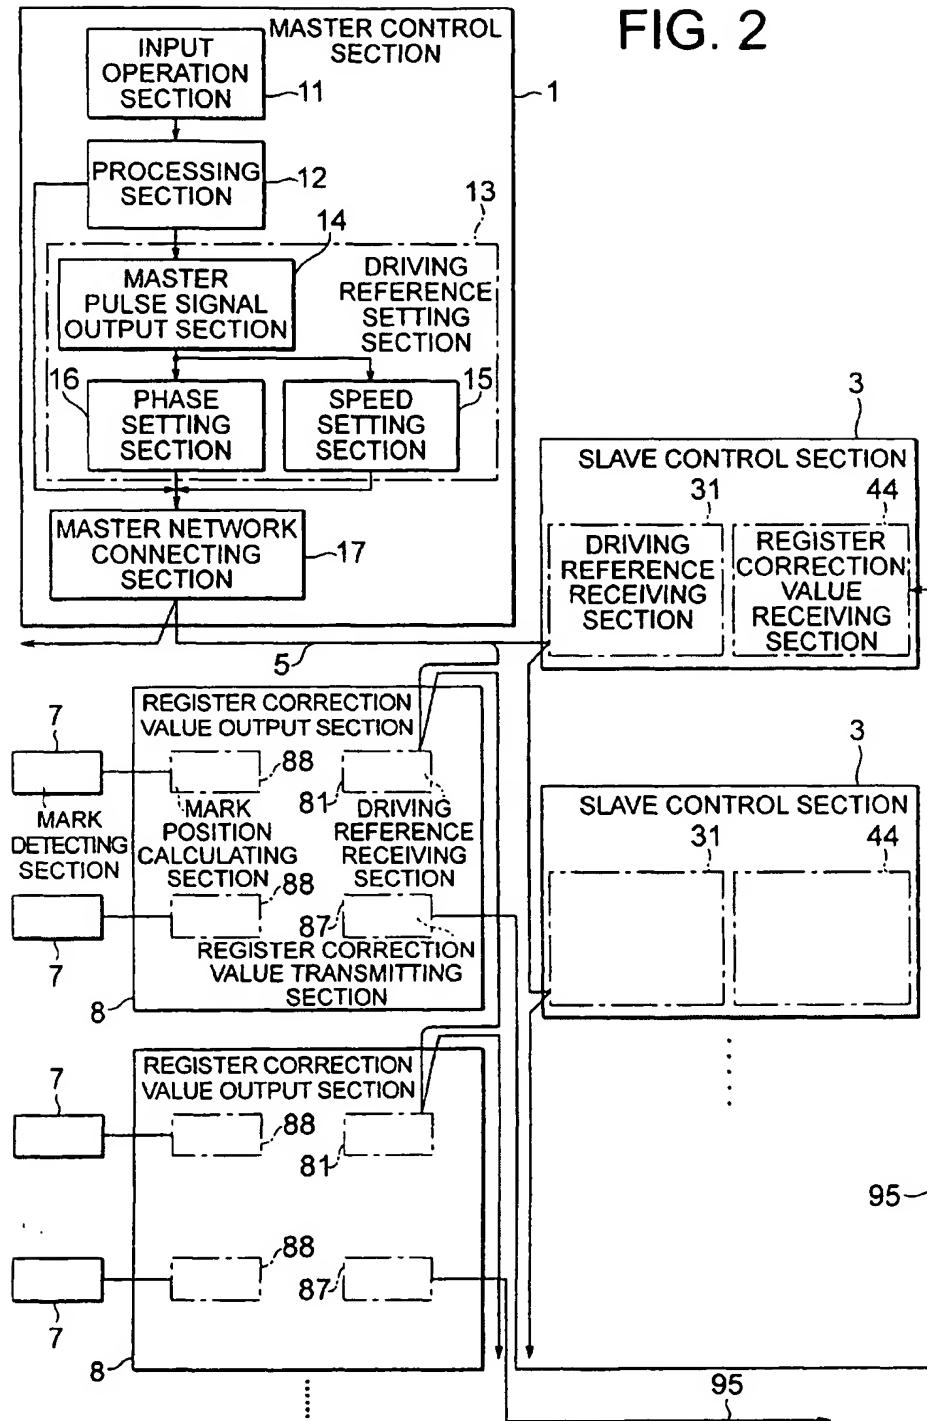 FIG. 2
MASTER CONTROL
SECTION
1
INPUT
OPERATION
SECTION
11
PROCESSING
SECTION
12
13
14
MASTER
PULSE SIGNAL
OUTPUT SECTION
DRIVING
REFERENCE
SETTING
SECTION
16
PHASE
SETTING
SECTION
SPEED
SETTING
SECTION
15
MASTER NETWORK
CONNECTING
SECTION
17
5
3
SLAVE CONTROL SECTION
31
44
DRIVING
REFERENCE
RECEIVING
SECTION
REGISTER
CORRECTION
VALUE
RECEIVING
SECTION
3
SLAVE CONTROL SECTION
31
44
REGISTER CORRECTION
VALUE OUTPUT SECTION
7
88
81
MARK
DETECTING
SECTION
MARK
POSITION
CALCULATING
SECTION
DRIVING
REFERENCE
RECEIVING
SECTION
88
87
7
REGISTER CORRECTION
VALUE TRANSMITTING
SECTION
8
REGISTER CORRECTION
VALUE OUTPUT SECTION
7
88
81
95
88
87
7
8
95